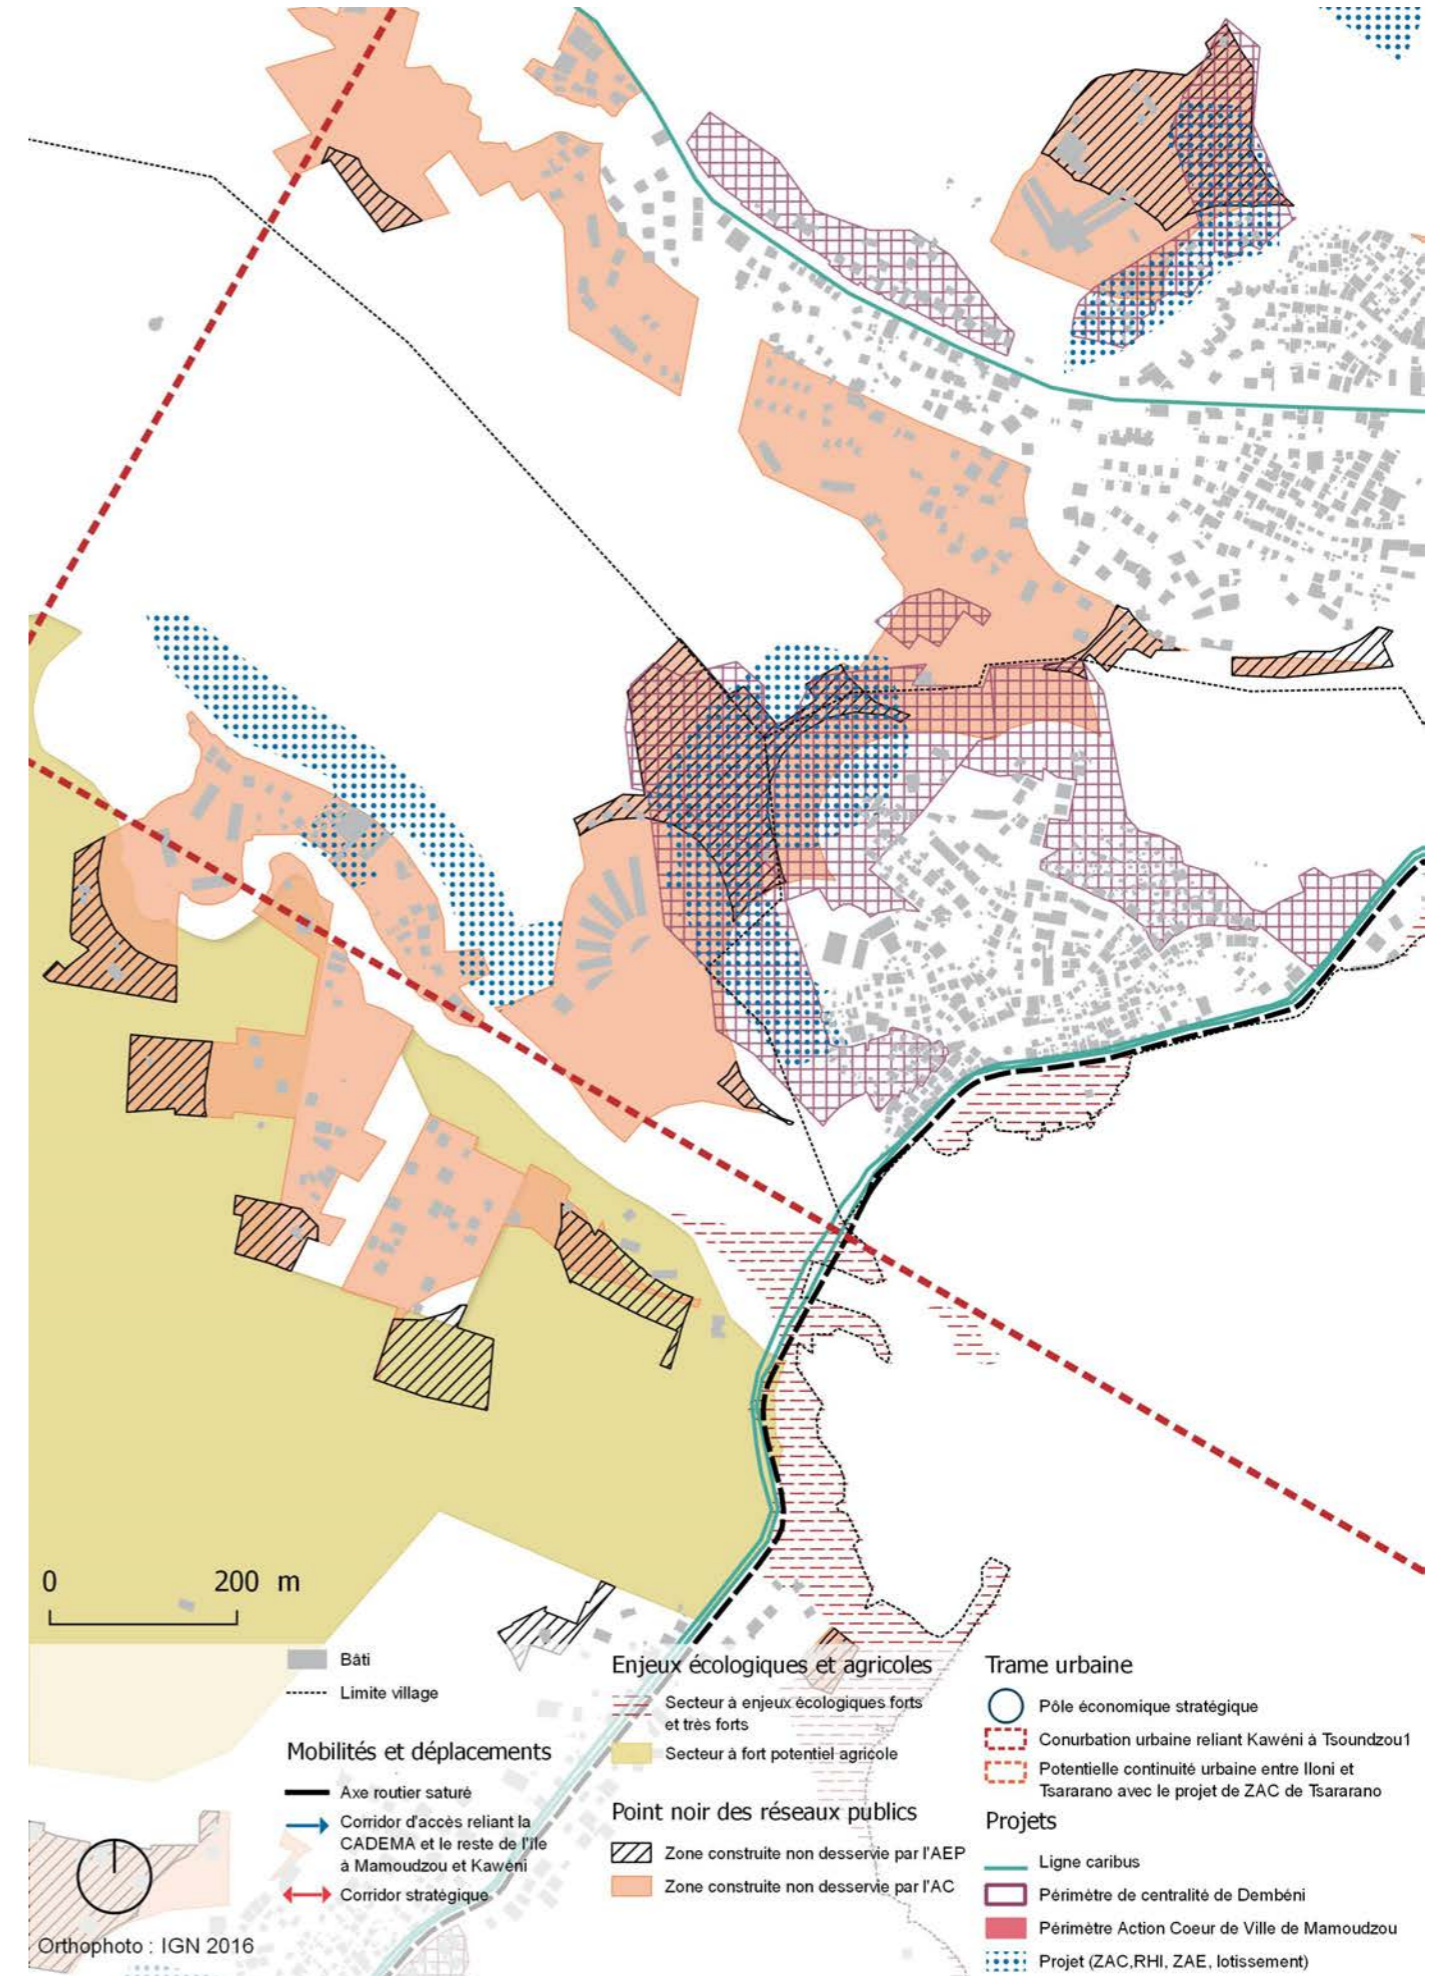 0 200 m
Bâti
Limite village
Mobilités et déplacements
Axe routier saturé
Corridor d'accès reliant la
CADEMA et le reste de l'île
à Mamoudzou et Kawéni
Corridor stratégique
Orthophoto : IGN 2016
Enjeux écologiques et agricoles
Secteur à enjeux écologiques forts
et très forts
Secteur à fort potentiel agricole
Point noir des réseaux publics
Zone construite non desservie par l'AEP
Zone construite non desservie par l'AC
Trame urbaine
Pôle économique stratégique
Conurbation urbaine reliant Kawéni à Tsoundzou1
Potentielle continuité urbaine entre Iloni et
Tsararano avec le projet de ZAC de Tsararano
Projets
Ligne caribus
Périmètre de centralité de Dembéni
Périmètre Action Coeur de Ville de Mamoudzou
Projet (ZAC,RHI, ZAE, lotissement)